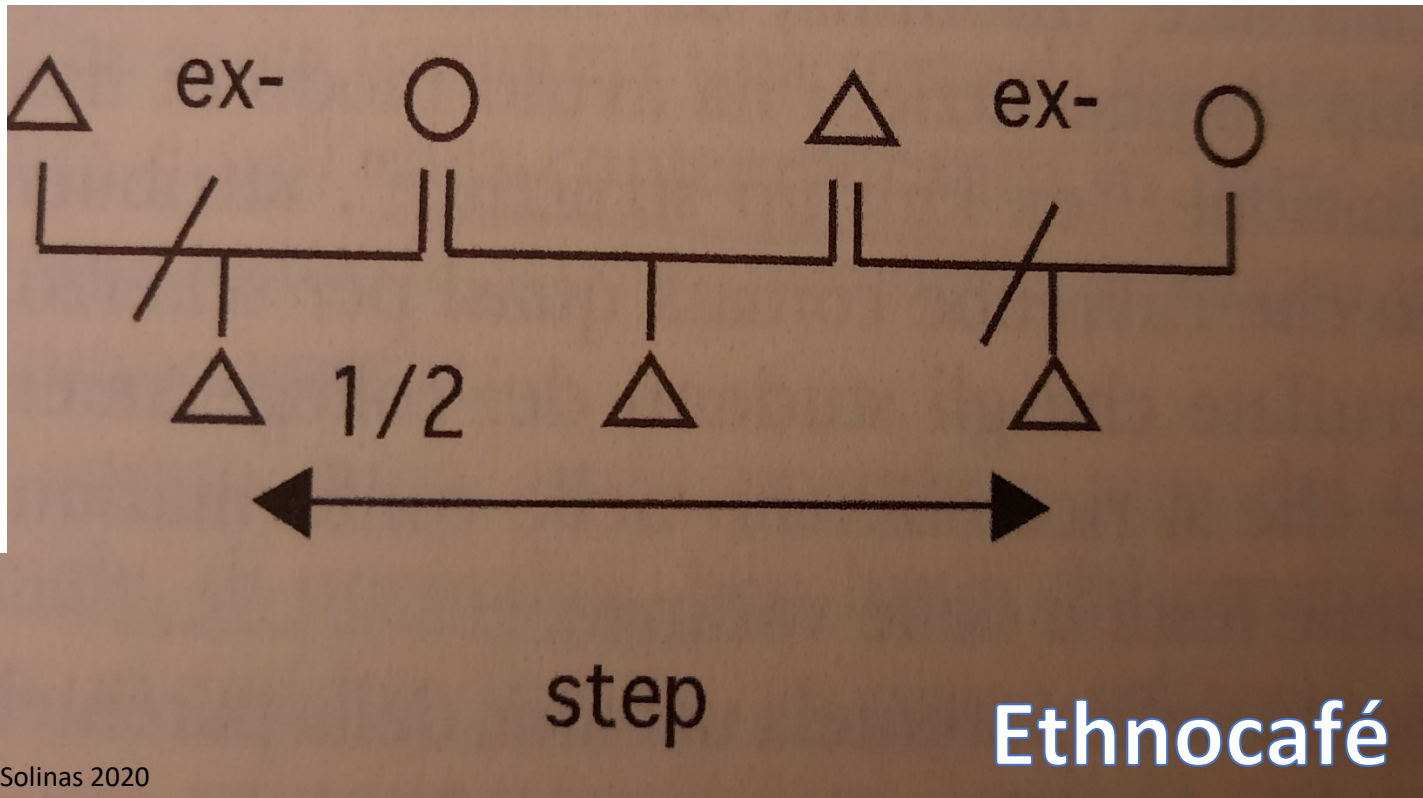 ex-
ex-
1/2
step
Ethnocafé
Solinas 2020